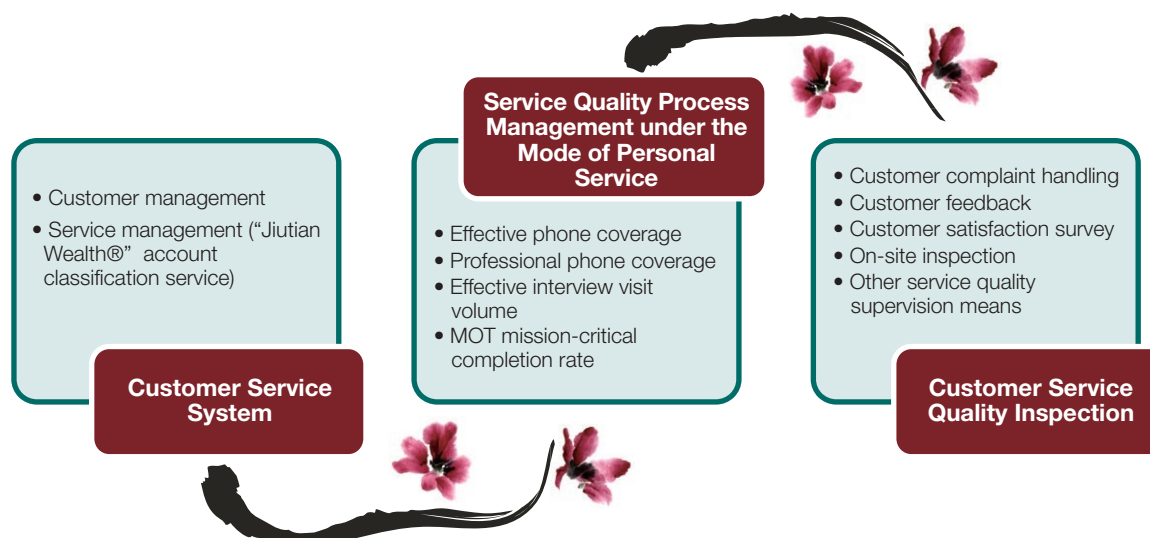 • Customer management
• Service management (“Jiutian
Wealth®” account
classification service)
Customer Service
System
Service Quality Process
Management under the
Mode of Personal
Service
• Effective phone coverage
• Professional phone coverage
• Effective interview visit
volume
• MOT mission-critical
completion rate
• Customer complaint handling
• Customer feedback
• Customer satisfaction survey
• On-site inspection
• Other service quality
supervision means
Customer Service
Quality Inspection